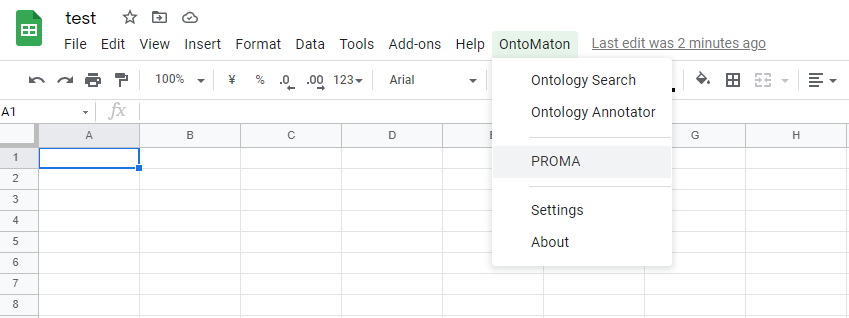 test
File Edit View Insert Format Data Tools Add-ons Help OntoMaton Last edit was 2 minutes ago
100% ¥ % .0 .00 123 Arial
A1 fx
A B C D E G H
1
2
3
4
5
6
7
8
Ontology Search
Ontology Annotator
PROMA
Settings
About